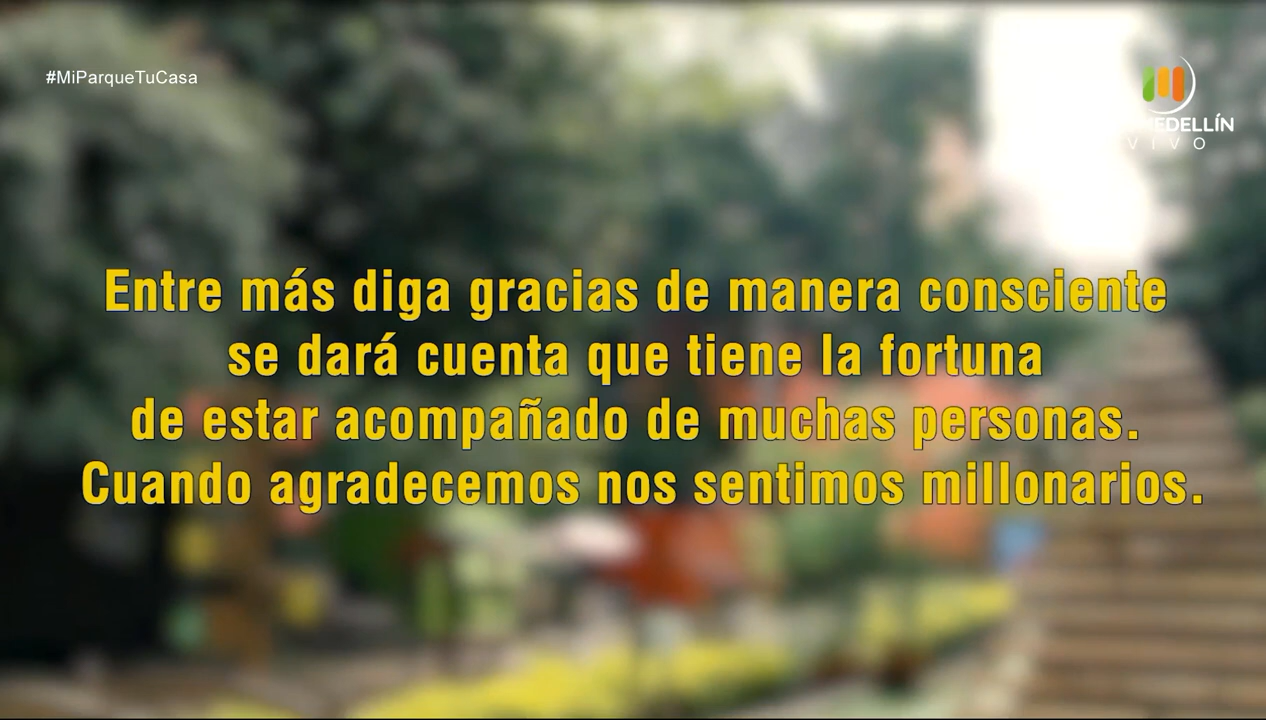 #MiParqueTuCasa
MEDELLÍN
VIVO
Entre más diga gracias de manera consciente
se dará cuenta que tiene la fortuna
de estar acompañado de muchas personas.
Cuando agradecemos nos sentimos millonarios.